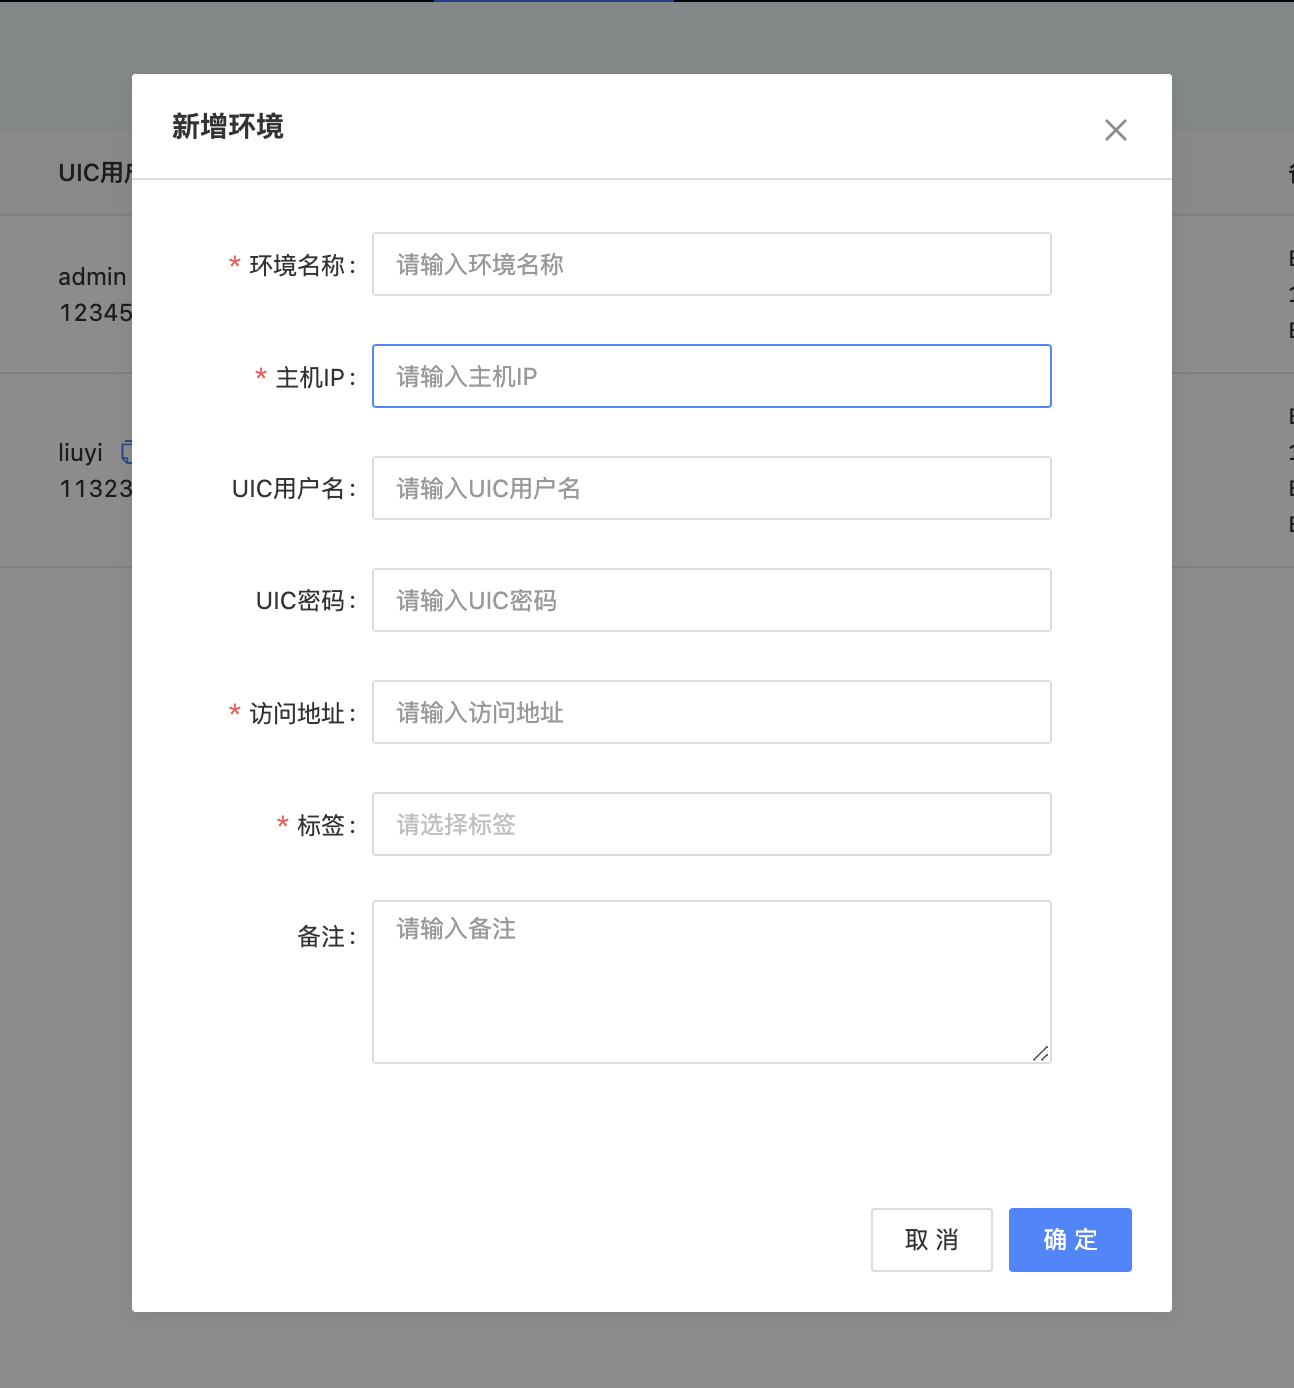 新增环境
UIC用户
admin
12345
liuyi
11323
* 环境名称:
请输入环境名称
* 主机IP:
请输入主机IP
UIC用户名:
请输入UIC用户名
UIC密码:
请输入UIC密码
* 访问地址:
请输入访问地址
* 标签:
请选择标签
备注:
请输入备注
取 消
确 定